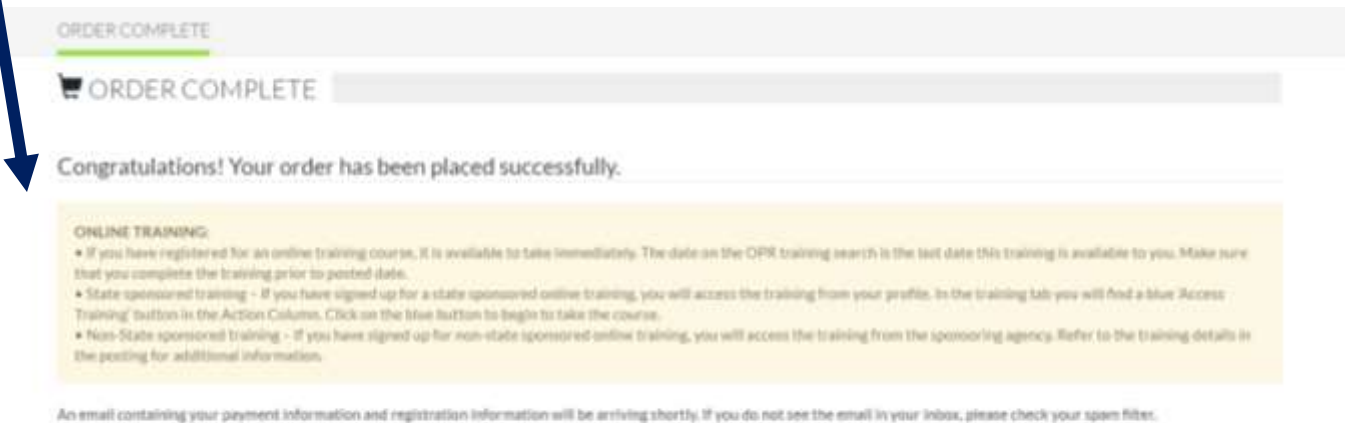 ORDER COMPLETE
ORDER COMPLETE
Congratulations! Your order has been placed successfully.
ONLINE TRAINING:
• If you have registered for an online training course, it is available to take immediately. The date on the OPR training search is the last date this training is available to you. Make sure
that you complete the training prior to posted date.
• State sponsored training – If you have signed up for a state sponsored online training, you will access the training from your profile. In the training tab you will find a blue 'Access
Training' button in the Action Column. Click on the blue button to begin to take the course.
• Non-State sponsored training – If you have signed up for non-state sponsored online training, you will access the training from the sponsoring agency. Refer to the training details in
the posting for additional information.
An email containing your payment information and registration information will be arriving shortly. If you do not see the email in your inbox, please check your spam filter.